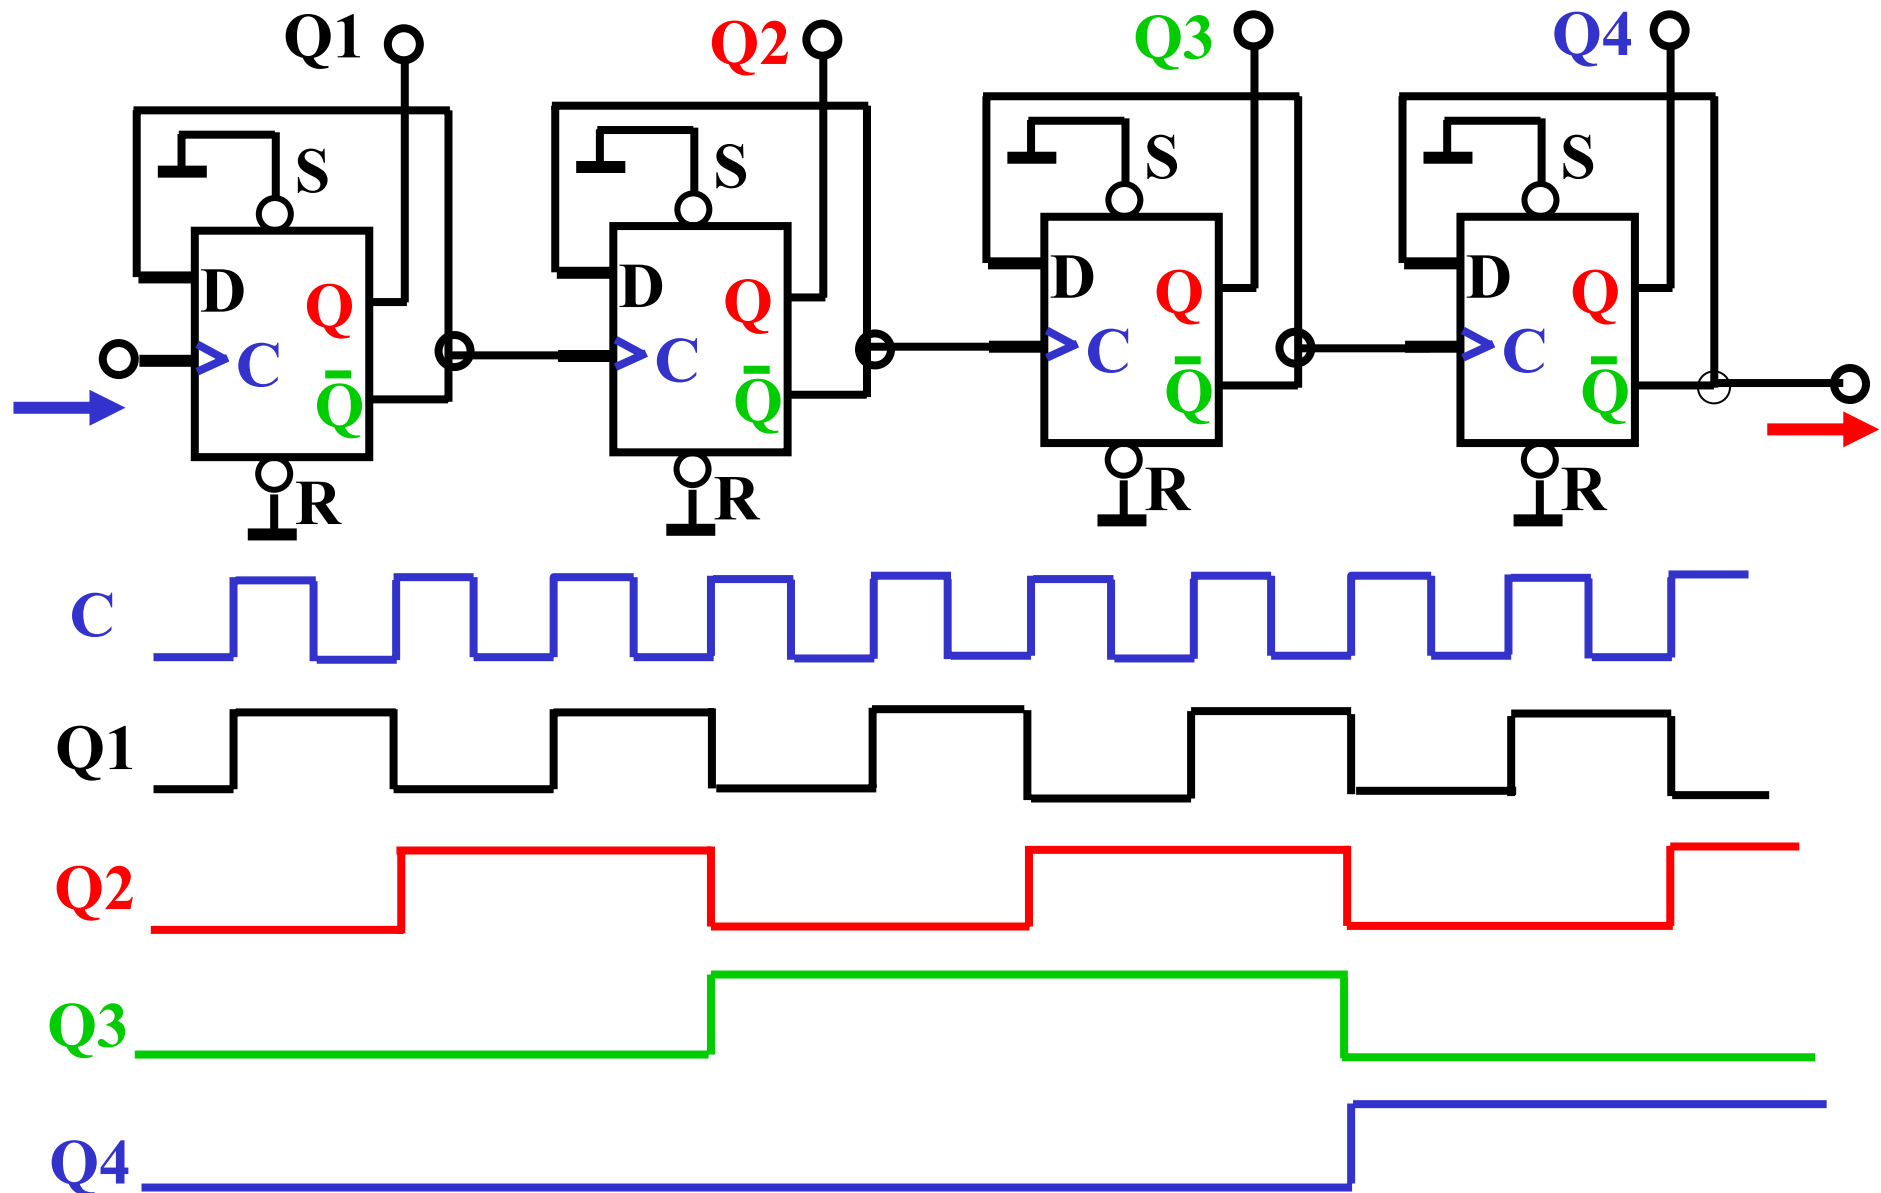 Q1 Q2 Q3 Q4
S S S S
D D D D
Q Q Q Q
C C C C
Q̄ Q̄ Q̄ Q̄
R R R R
C
Q1
Q2
Q3
Q4